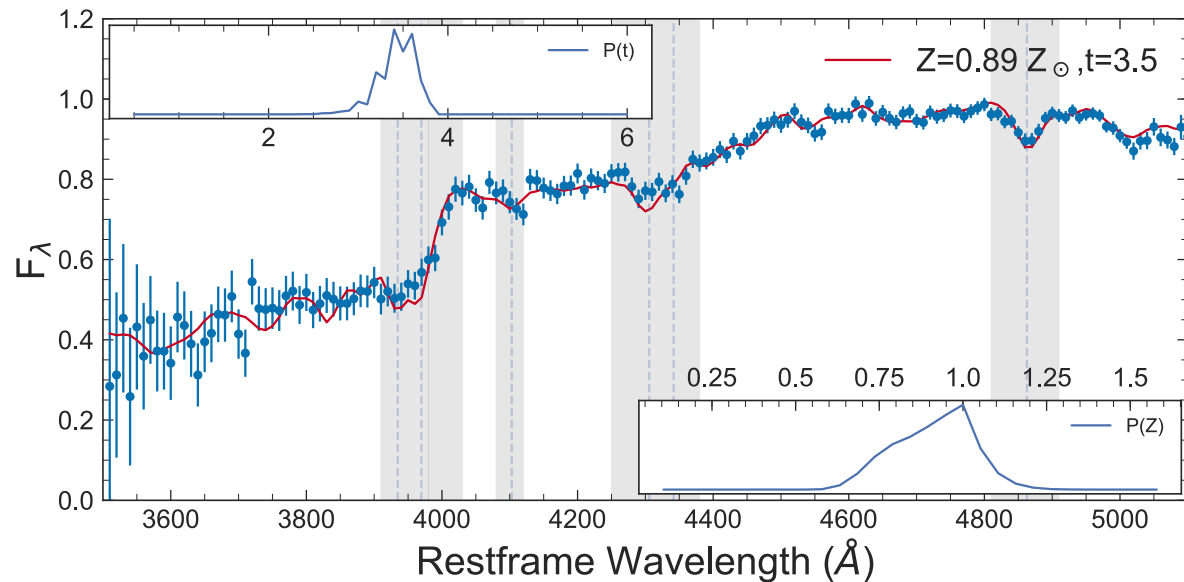 1.2
1.0
0.8
0.6
0.4
0.2
0.0
F_λ
P(t)
2 4 6
Z=0.89 Z⊙,t=3.5
0.25 0.5 0.75 1.0 1.25 1.5
P(Z)
3600 3800 4000 4200 4400 4600 4800 5000
Restframe Wavelength (Å)